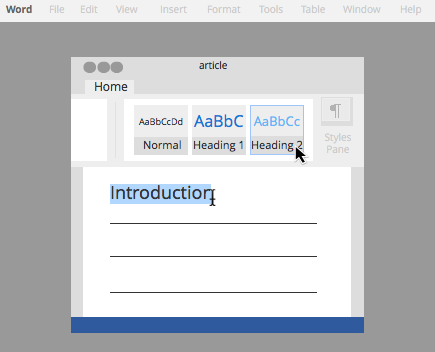 Word File Edit View Insert Format Tools Table Window Help
article
Home
AaBbCcDd AaBbC AaBbCc ¶
Normal Heading 1 Heading 2
Styles
Pane
Introduction